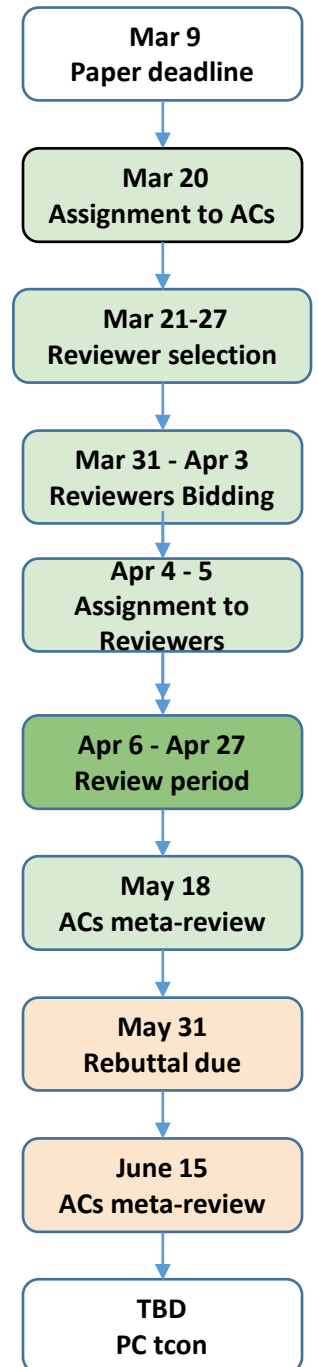 Mar 9
Paper deadline
Mar 20
Assignment to ACs
Mar 21-27
Reviewer selection
Mar 31 - Apr 3
Reviewers Bidding
Apr 4 - 5
Assignment to
Reviewers
Apr 6 - Apr 27
Review period
May 18
ACs meta-review
May 31
Rebuttal due
June 15
ACs meta-review
TBD
PC tcon